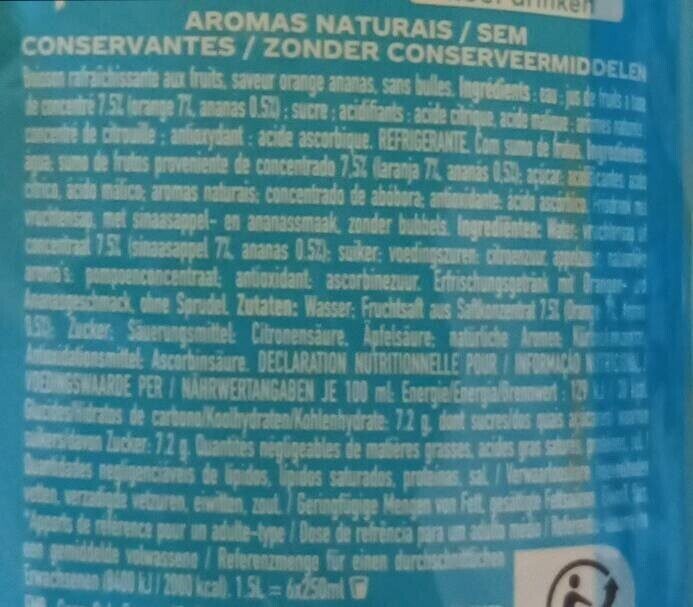 drinken
AROMAS NATURAIS / SEM
CONSERVANTES / ZONDER CONSERVEERMIDDELEN
Boisson rafraîchissante aux fruits, saveur orange ananas, sans bulles. Ingrédients : eau ; jus de fruits à base
de concentré 7.5% (orange 7%, ananas 0.5%) ; sucre ; acidifiants : acide citrique, acide malique ; arômes naturels
concentré de citrouille ; antioxydant : acide ascorbique. REFRIGERANTE. Com sumo de frutos. Ingredientes:
água; sumo de frutos proveniente de concentrado 7,5% (laranja 7%, ananás 0,5%); açúcar;
cítrico, ácido málico; aromas naturais; concentrado de abóbora; antioxidante: ácido
met sinaasappel- en ananassmaak, zonder bubbels. Ingrediënten: Water;
concentraat 7.5% (sinaasappel 7%, ananas 0.5%); suiker; voedingszuren: citroenzuur,
aroma's; pompoenconcentraat; antioxidant: ascorbinezuur. Erfrischungsgetränk mit Orangen-
Ananasgeschmack, ohne Sprudel. Zutaten: Wasser; Fruchtsaft aus Saftkonzentrat 7.5%
0.5%); Zucker; Säuerungsmittel: Citronensäure, Äpfelsäure; natürliche Aromen;
Antioxidationsmittel: Ascorbinsäure. DECLARATION NUTRITIONNELLE POUR / INFORMAÇÃO
VOEDINGSWAARDE PER / NÄHRWERTANGABEN JE 100 ml: Energie/Energia/Brennwert : 129 kJ
Glucides/Hidratos de carbono/Koolhydraten/Kohlenhydrate: 7.2 g, dont sucres/dos quais
suikers/davon Zucker: 7.2 g. Quantités négligeables de matières grasses, acides gras saturés,
Quantidades negligenciáveis de lípidos, lípidos saturados, proteínas, sal. /
vetten, verzadigde vetzuren, eiwitten, zout. / Geringfügige Mengen von Fett, gesättigte
*Apports de référence pour un adulte-type / Dose de refrência para um adulto médio /
een gemiddelde volwassene / Referenzmenge für einen durchschnittlichen
Erwachsenen (8400 kJ / 2000 kcal). 1.5L = 6x250ml